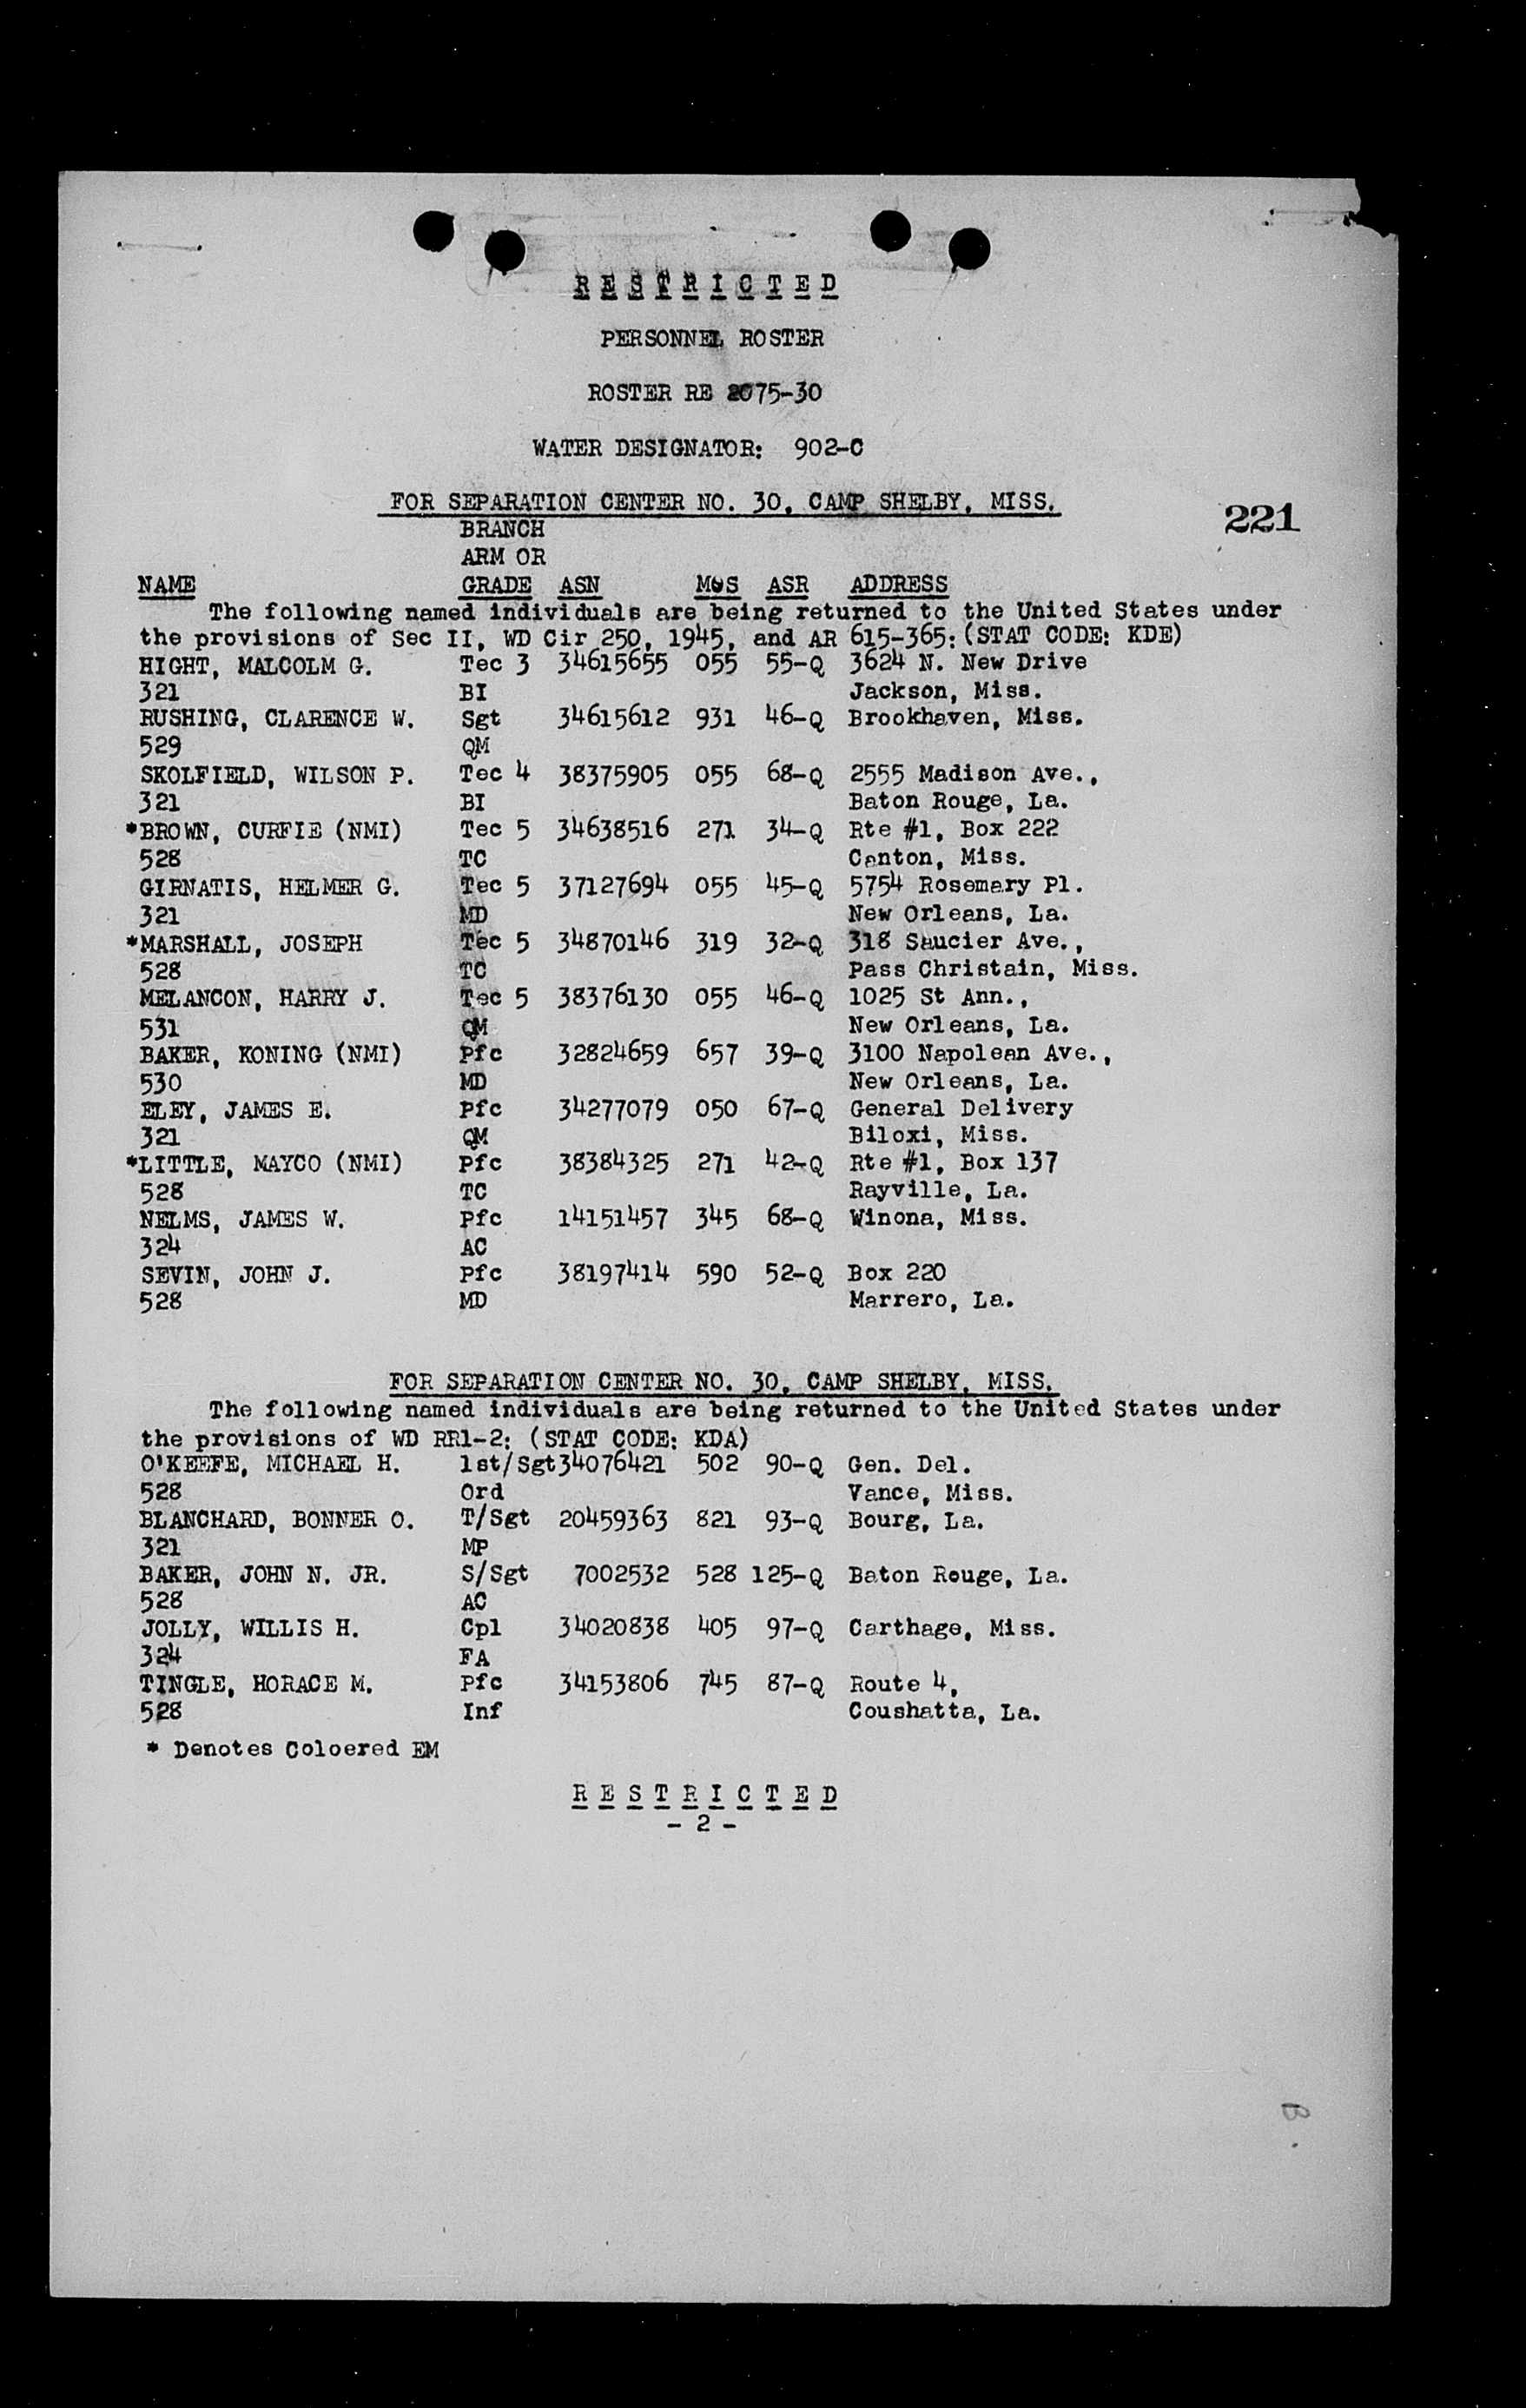 RESTRICTED
PERSONNEL ROSTER
ROSTER RE 2075-30
WATER DESIGNATOR: 902-C
FOR SEPARATION CENTER NO. 30, CAMP SHELBY, MISS.
221
BRANCH
ARM OR
NAME GRADE ASN MOS ASR ADDRESS
The following named individuals are being returned to the United States under
the provisions of Sec II, WD Cir 250, 1945, and AR 615-365: (STAT CODE: KDE)
HIGHT, MALCOLM G. Tec 3 34615655 055 55-Q 3624 N. New Drive
321 BI Jackson, Miss.
RUSHING, CLARENCE W. Sgt 34615612 931 46-Q Brookhaven, Miss.
529 QM
SKOLFIELD, WILSON P. Tec 4 38375905 055 68-Q 2555 Madison Ave.,
321 BI Baton Rouge, La.
*BROWN, CURFIE (NMI) Tec 5 34638516 271 34-Q Rte #1, Box 222
528 TC Canton, Miss.
GIRNATIS, HELMER G. Tec 5 37127694 055 45-Q 5754 Rosemary Pl.
321 MD New Orleans, La.
*MARSHALL, JOSEPH Tec 5 34870146 319 32-Q 318 Saucier Ave.,
528 TC Pass Christain, Miss.
MELANCON, HARRY J. Tec 5 38376130 055 46-Q 1025 St Ann.,
531 QM New Orleans, La.
BAKER, KONING (NMI) Pfc 32824659 657 39-Q 3100 Napolean Ave.,
530 MD New Orleans, La.
ELEY, JAMES E. Pfc 34277079 050 67-Q General Delivery
321 QM Biloxi, Miss.
*LITTLE, MAYCO (NMI) Pfc 38384325 271 42-Q Rte #1, Box 137
528 TC Rayville, La.
NELMS, JAMES W. Pfc 14151457 345 68-Q Winona, Miss.
324 AC
SEVIN, JOHN J. Pfc 38197414 590 52-Q Box 220
528 MD Marrero, La.
FOR SEPARATION CENTER NO. 30, CAMP SHELBY, MISS.
The following named individuals are being returned to the United States under
the provisions of WD RR1-2: (STAT CODE: KDA)
O'KEEFE, MICHAEL H. 1st/Sgt34076421 502 90-Q Gen. Del.
528 Ord Vance, Miss.
BLANCHARD, BONNER O. T/Sgt 20459363 821 93-Q Bourg, La.
321 MP
BAKER, JOHN N. JR. S/Sgt 7002532 528 125-Q Baton Rouge, La.
528 AC
JOLLY, WILLIS H. Cpl 34020838 405 97-Q Carthage, Miss.
324 FA
TINGLE, HORACE M. Pfc 34153806 745 87-Q Route 4,
528 Inf Coushatta, La.
* Denotes Coloered EM
RESTRICTED
- 2 -